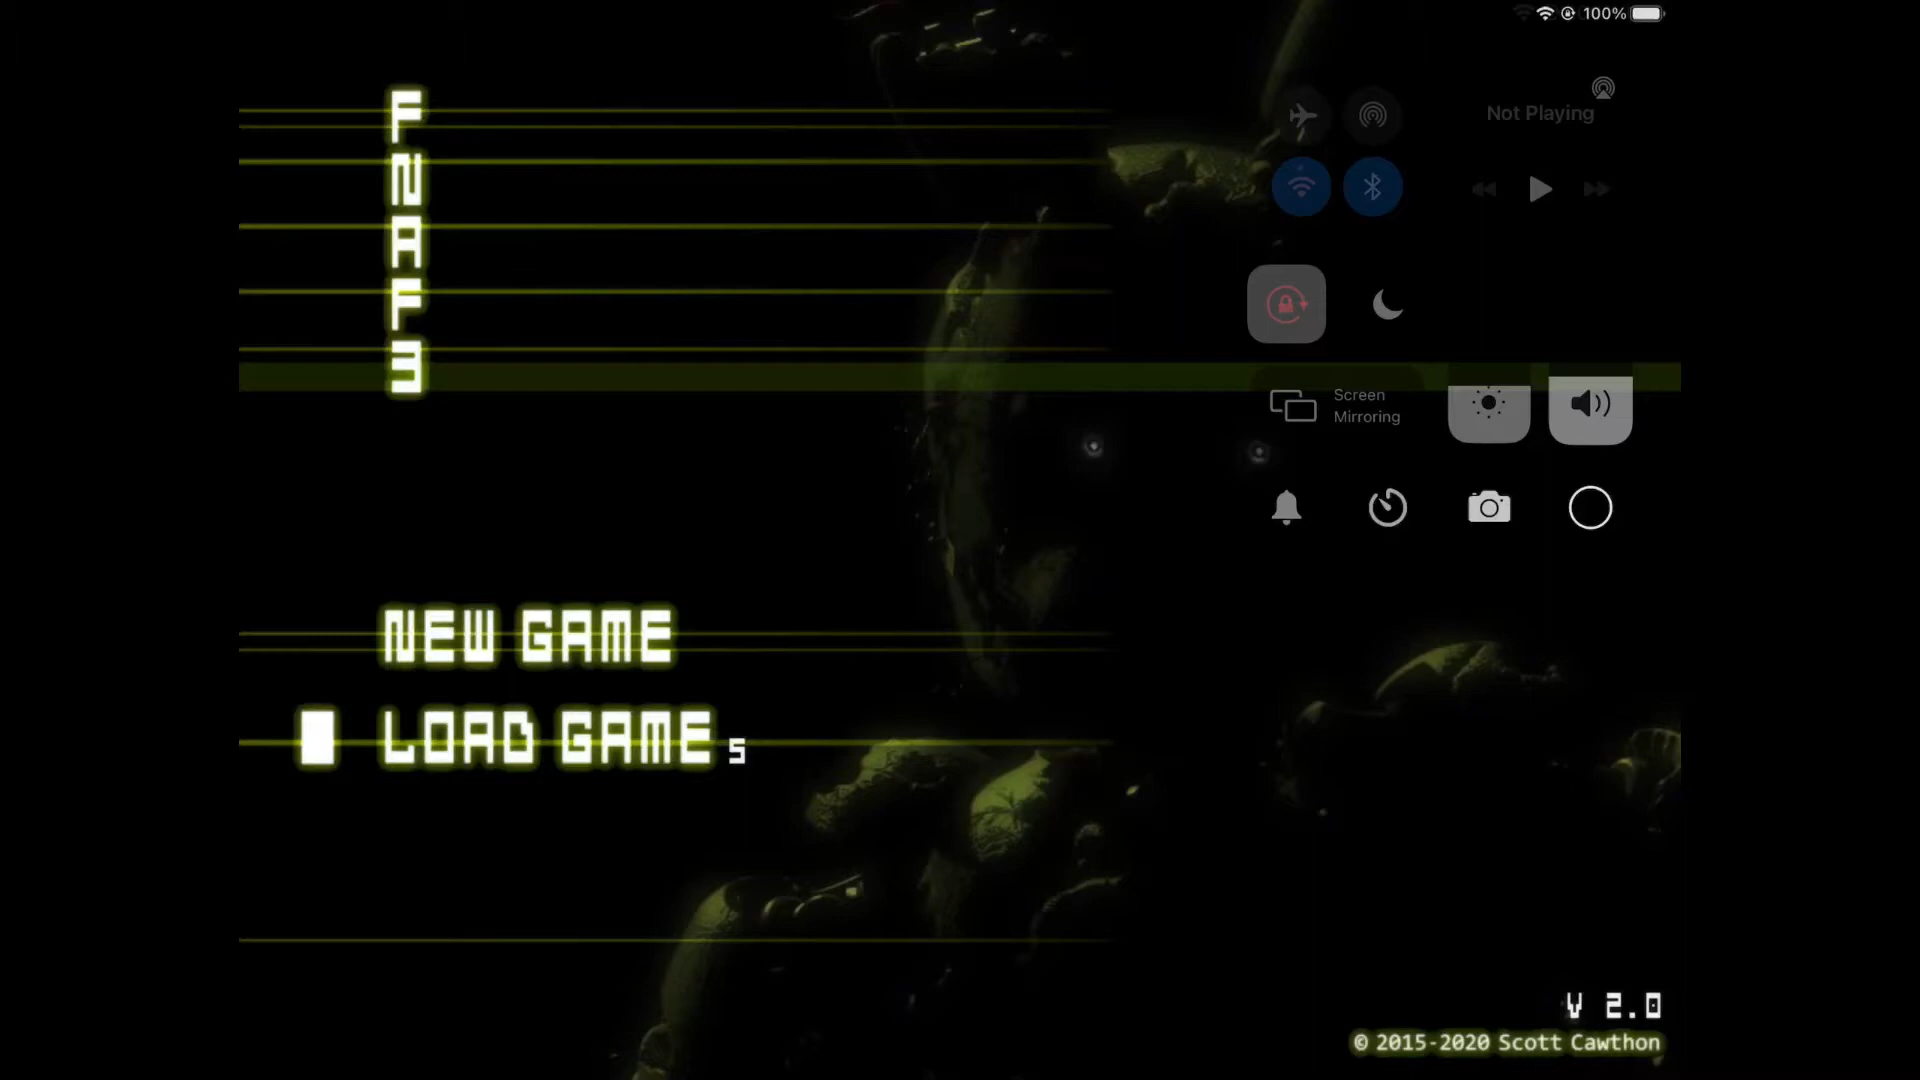 100%
Not Playing
Screen
Mirroring
F
N
A
F
3
NEW GAME
LOAD GAME 5
V 2.0
© 2015-2020 Scott Cawthon